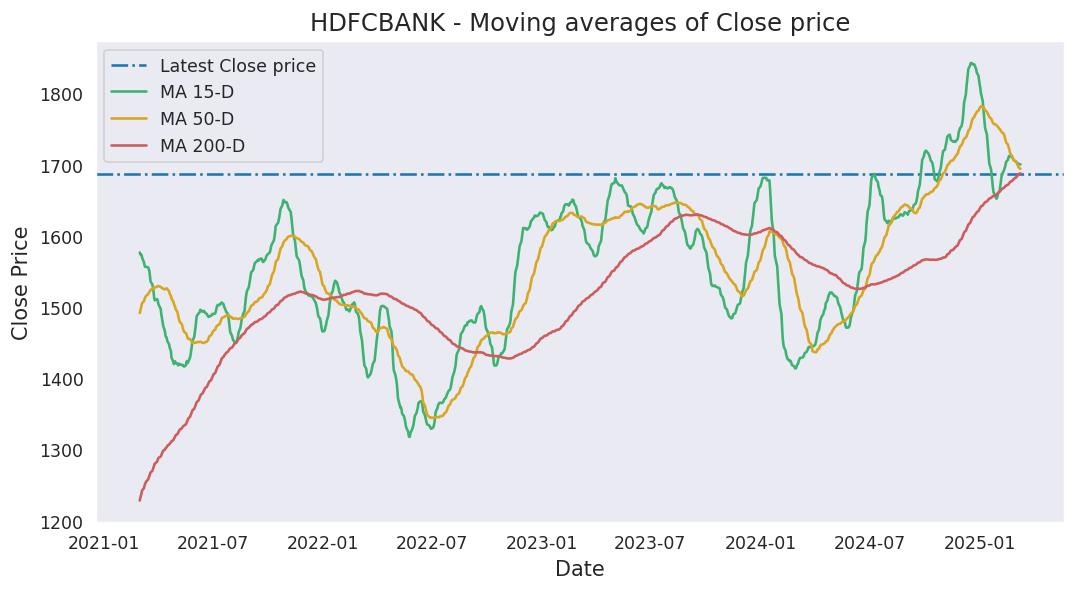 HDFCBANK - Moving averages of Close price
Latest Close price
MA 15-D
MA 50-D
MA 200-D
Close Price
1800
1700
1600
1500
1400
1300
1200
2021-01 2021-07 2022-01 2022-07 2023-01 2023-07 2024-01 2024-07 2025-01
Date